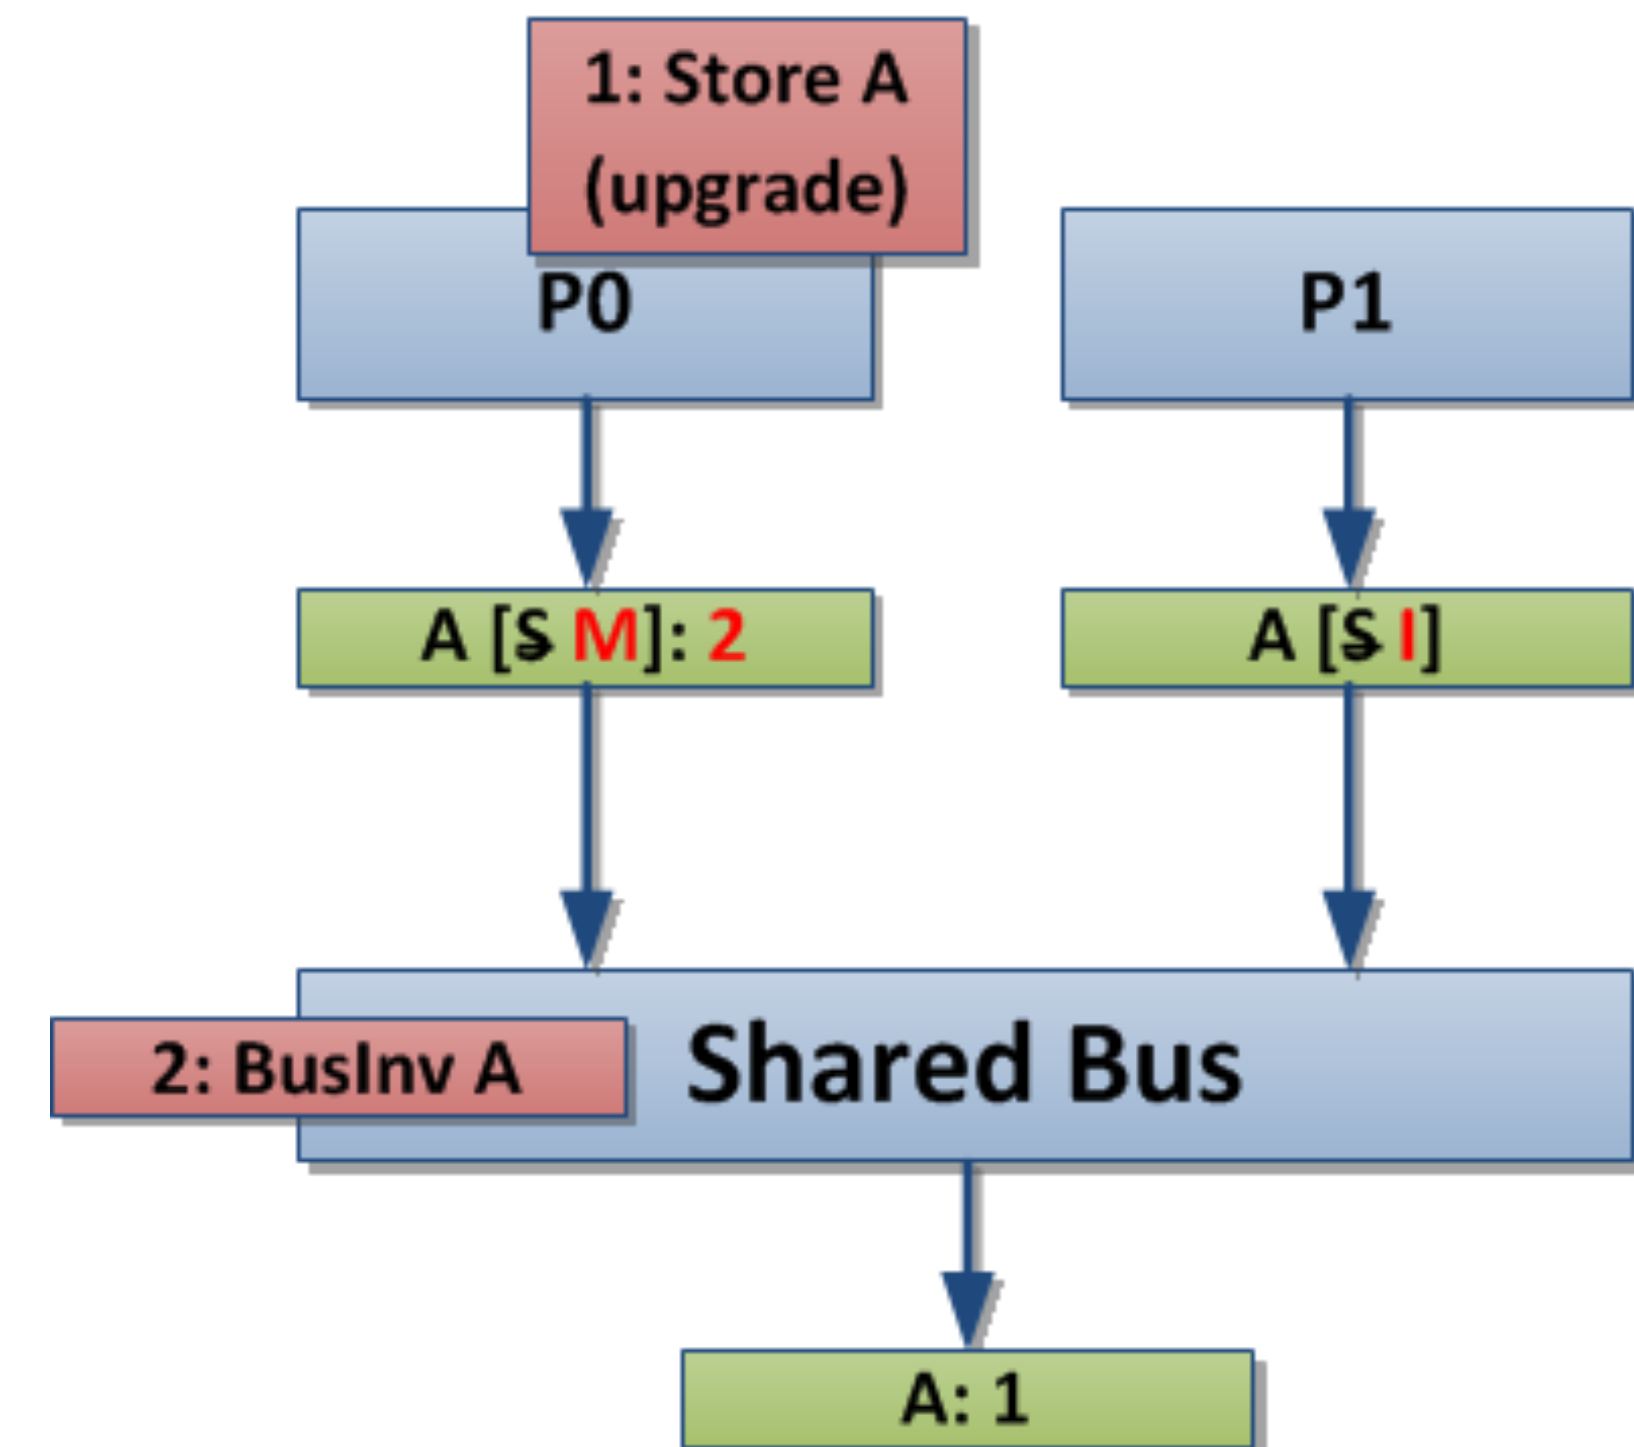 1: Store A
(upgrade)
P0
P1
A [S M]: 2
A [S I]
2: BusInv A
Shared Bus
A: 1